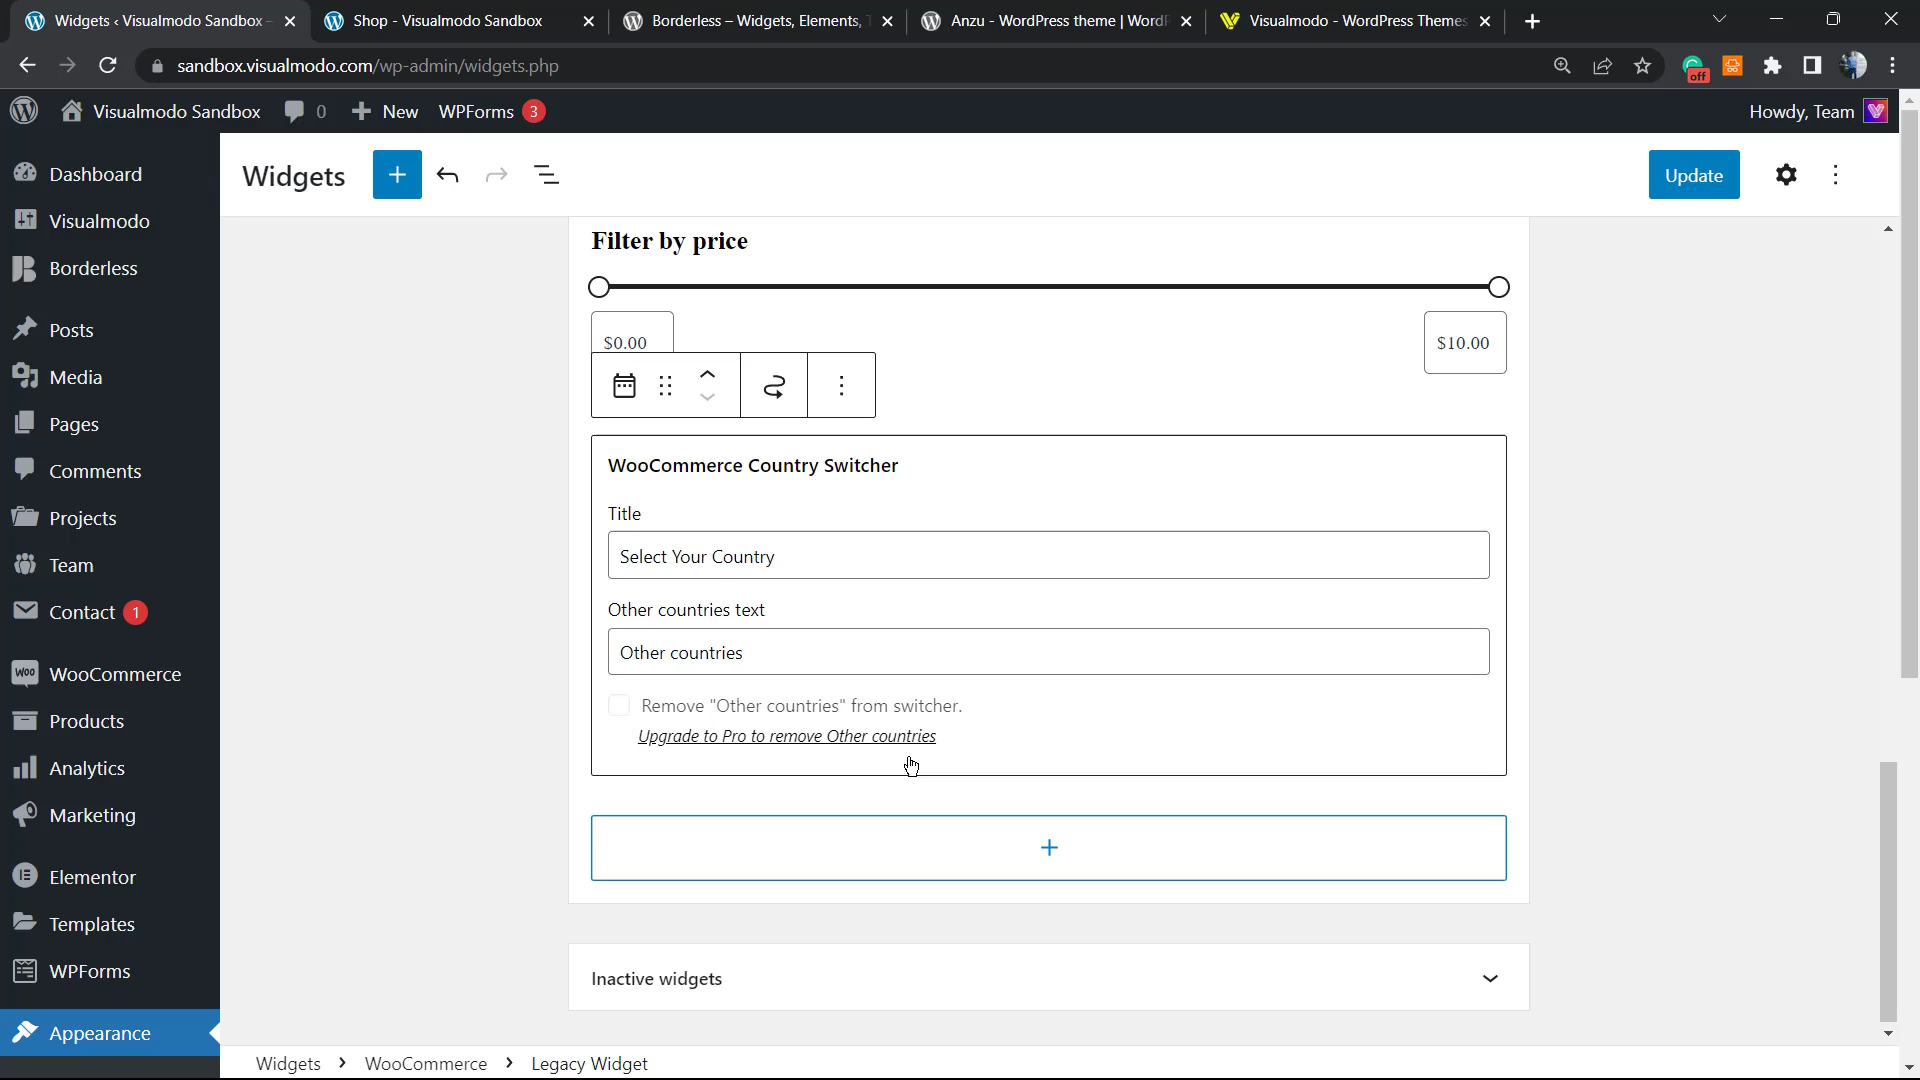 Widgets ‹ Visualmodo Sandbox –
Shop - Visualmodo Sandbox
Borderless – Widgets, Elements, T
Anzu - WordPress theme | WordP
Visualmodo - WordPress Themes
sandbox.visualmodo.com/wp-admin/widgets.php
off
Visualmodo Sandbox
0
New
WPForms 3
Howdy, Team
Dashboard
Visualmodo
Borderless
Posts
Media
Pages
Comments
Projects
Team
Contact 1
WooCommerce
Products
Analytics
Marketing
Elementor
Templates
WPForms
Appearance
Widgets
Update
Filter by price
$0.00
$10.00
WooCommerce Country Switcher
Title
Select Your Country
Other countries text
Other countries
Remove "Other countries" from switcher.
Upgrade to Pro to remove Other countries
Inactive widgets
Widgets › WooCommerce › Legacy Widget